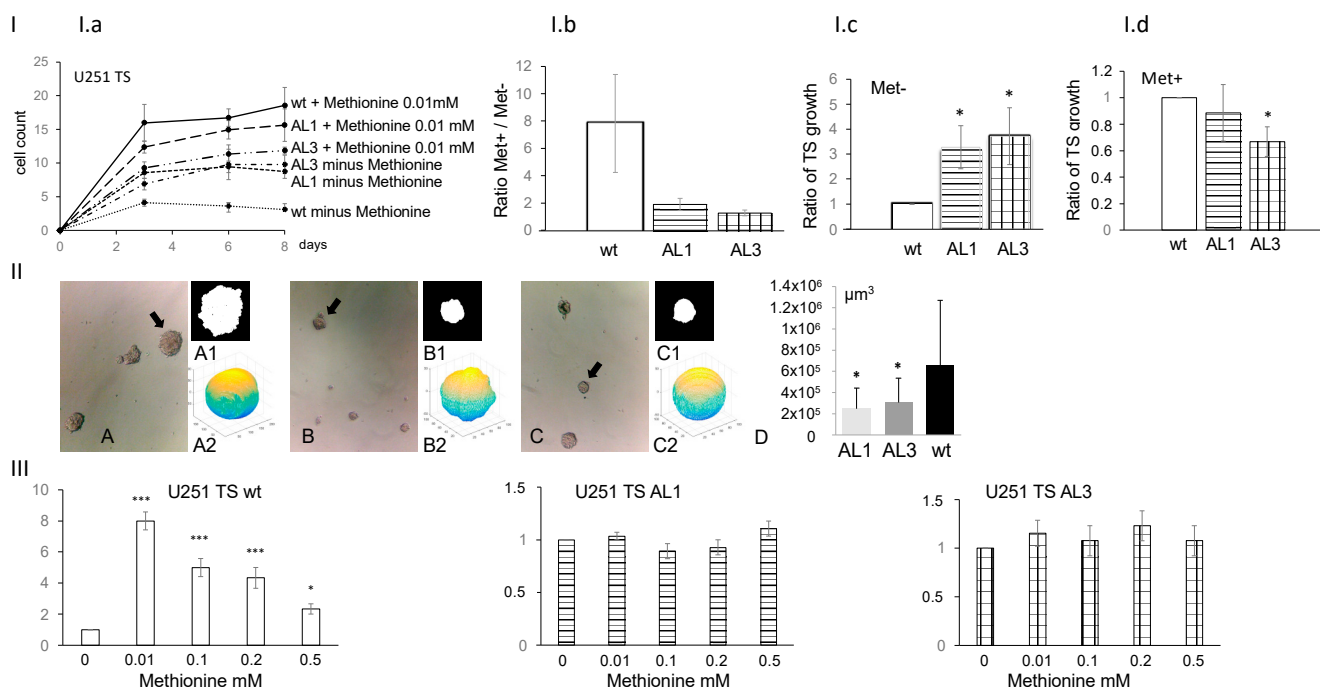 I
I.a
I.b
I.c
I.d
25
20
15
10
5
0
cell count
U251 TS
wt + Methionine 0.01mM
AL1 + Methionine 0.01 mM
AL3 + Methionine 0.01 mM
AL3 minus Methionine
AL1 minus Methionine
wt minus Methionine
0 2 4 6 8 days
12
10
8
6
4
2
0
Ratio Met+ / Met-
wt AL1 AL3
6
5
4
3
2
1
0
Ratio of TS growth
Met-
* *
wt AL1 AL3
1.2
1
0.8
0.6
0.4
0.2
0
Ratio of TS growth
Met+
*
wt AL1 AL3
II
A
A1
A2
B
B1
B2
C
C1
C2
D
1.4x10⁶
1.2x10⁶
1x10⁶
8x10⁵
6x10⁵
4x10⁵
2x10⁵
0
µm³
* *
AL1 AL3 wt
III
10
8
6
4
2
0
U251 TS wt
*** *** *** *
0 0.01 0.1 0.2 0.5
Methionine mM
1.5
1
0.5
0
U251 TS AL1
0 0.01 0.1 0.2 0.5
Methionine mM
1.5
1
0.5
0
U251 TS AL3
0 0.01 0.1 0.2 0.5
Methionine mM